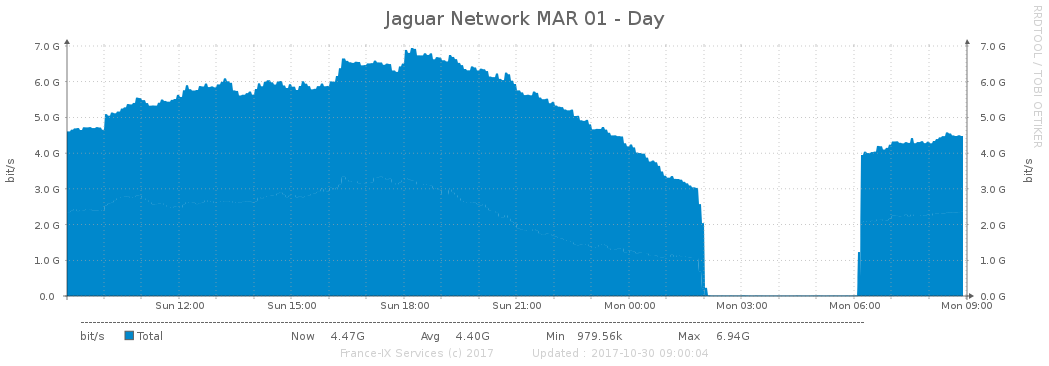 Jaguar Network MAR 01 - Day
RRDTOOL / TOBI OETIKER
7.0 G 7.0 G
6.0 G 6.0 G
5.0 G 5.0 G
4.0 G 4.0 G
3.0 G 3.0 G
2.0 G 2.0 G
1.0 G 1.0 G
0.0 0.0 G
bit/s
bit/s
Sun 12:00 Sun 15:00 Sun 18:00 Sun 21:00 Mon 00:00 Mon 03:00 Mon 06:00 Mon 09:00
bit/s Total Now 4.47G Avg 4.40G Min 979.56k Max 6.94G
France-IX Services (c) 2017 Updated : 2017-10-30 09:00:04